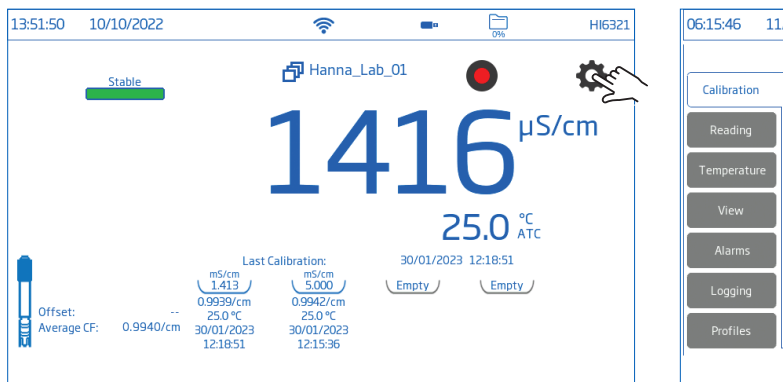 13:51:50 10/10/2022 0% HI6321
Stable
Hanna_Lab_01
1416 µS/cm
25.0 °C
ATC
Last Calibration: 30/01/2023 12:18:51
mS/cm mS/cm
1.413 5.000 Empty Empty
0.9939/cm 0.9942/cm
Offset: -- 25.0 °C 25.0 °C
Average CF: 0.9940/cm 30/01/2023 30/01/2023
12:18:51 12:15:36
06:15:46 11
Calibration
Reading
Temperature
View
Alarms
Logging
Profiles